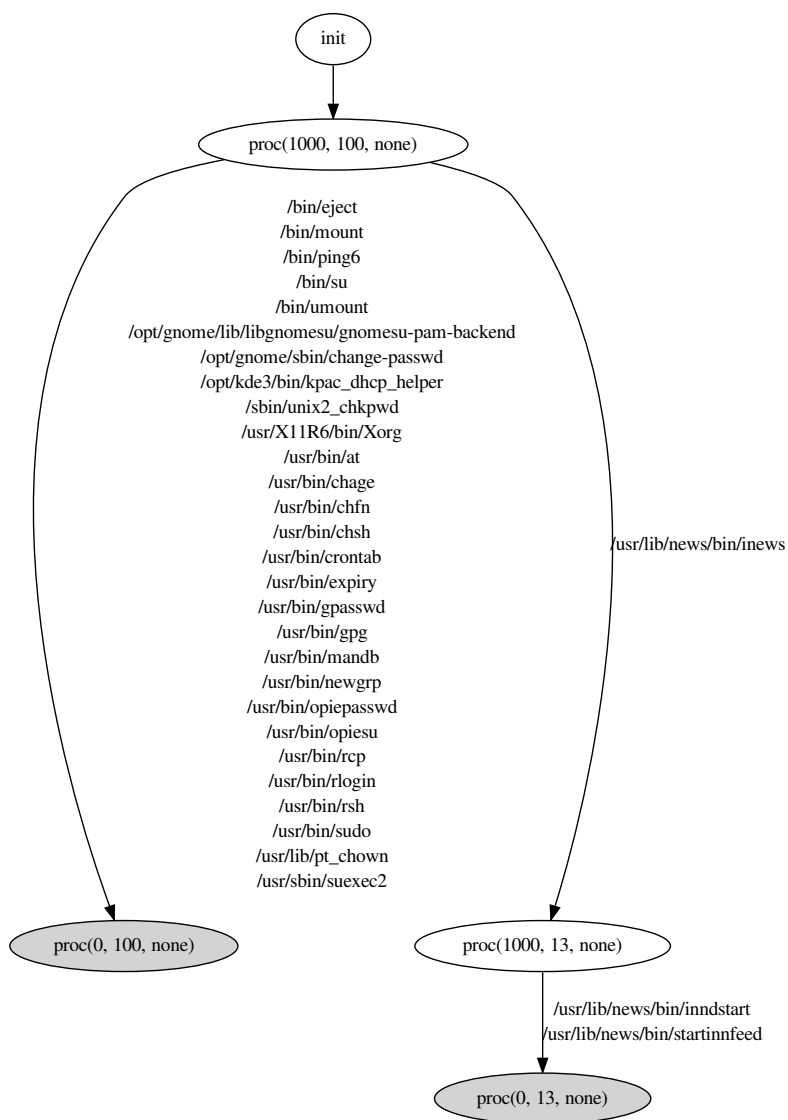 init
proc(1000, 100, none)
/bin/eject
/bin/mount
/bin/ping6
/bin/su
/bin/umount
/opt/gnome/lib/libgnomesu/gnomesu-pam-backend
/opt/gnome/sbin/change-passwd
/opt/kde3/bin/kpac_dhcp_helper
/sbin/unix2_chkpwd
/usr/X11R6/bin/Xorg
/usr/bin/at
/usr/bin/chage
/usr/bin/chfn
/usr/bin/chsh
/usr/bin/crontab
/usr/bin/expiry
/usr/bin/gpasswd
/usr/bin/gpg
/usr/bin/mandb
/usr/bin/newgrp
/usr/bin/opiepasswd
/usr/bin/opiesu
/usr/bin/rcp
/usr/bin/rlogin
/usr/bin/rsh
/usr/bin/sudo
/usr/lib/pt_chown
/usr/sbin/suexec2
/usr/lib/news/bin/inews
proc(0, 100, none)
proc(1000, 13, none)
/usr/lib/news/bin/inndstart
/usr/lib/news/bin/startinnfeed
proc(0, 13, none)